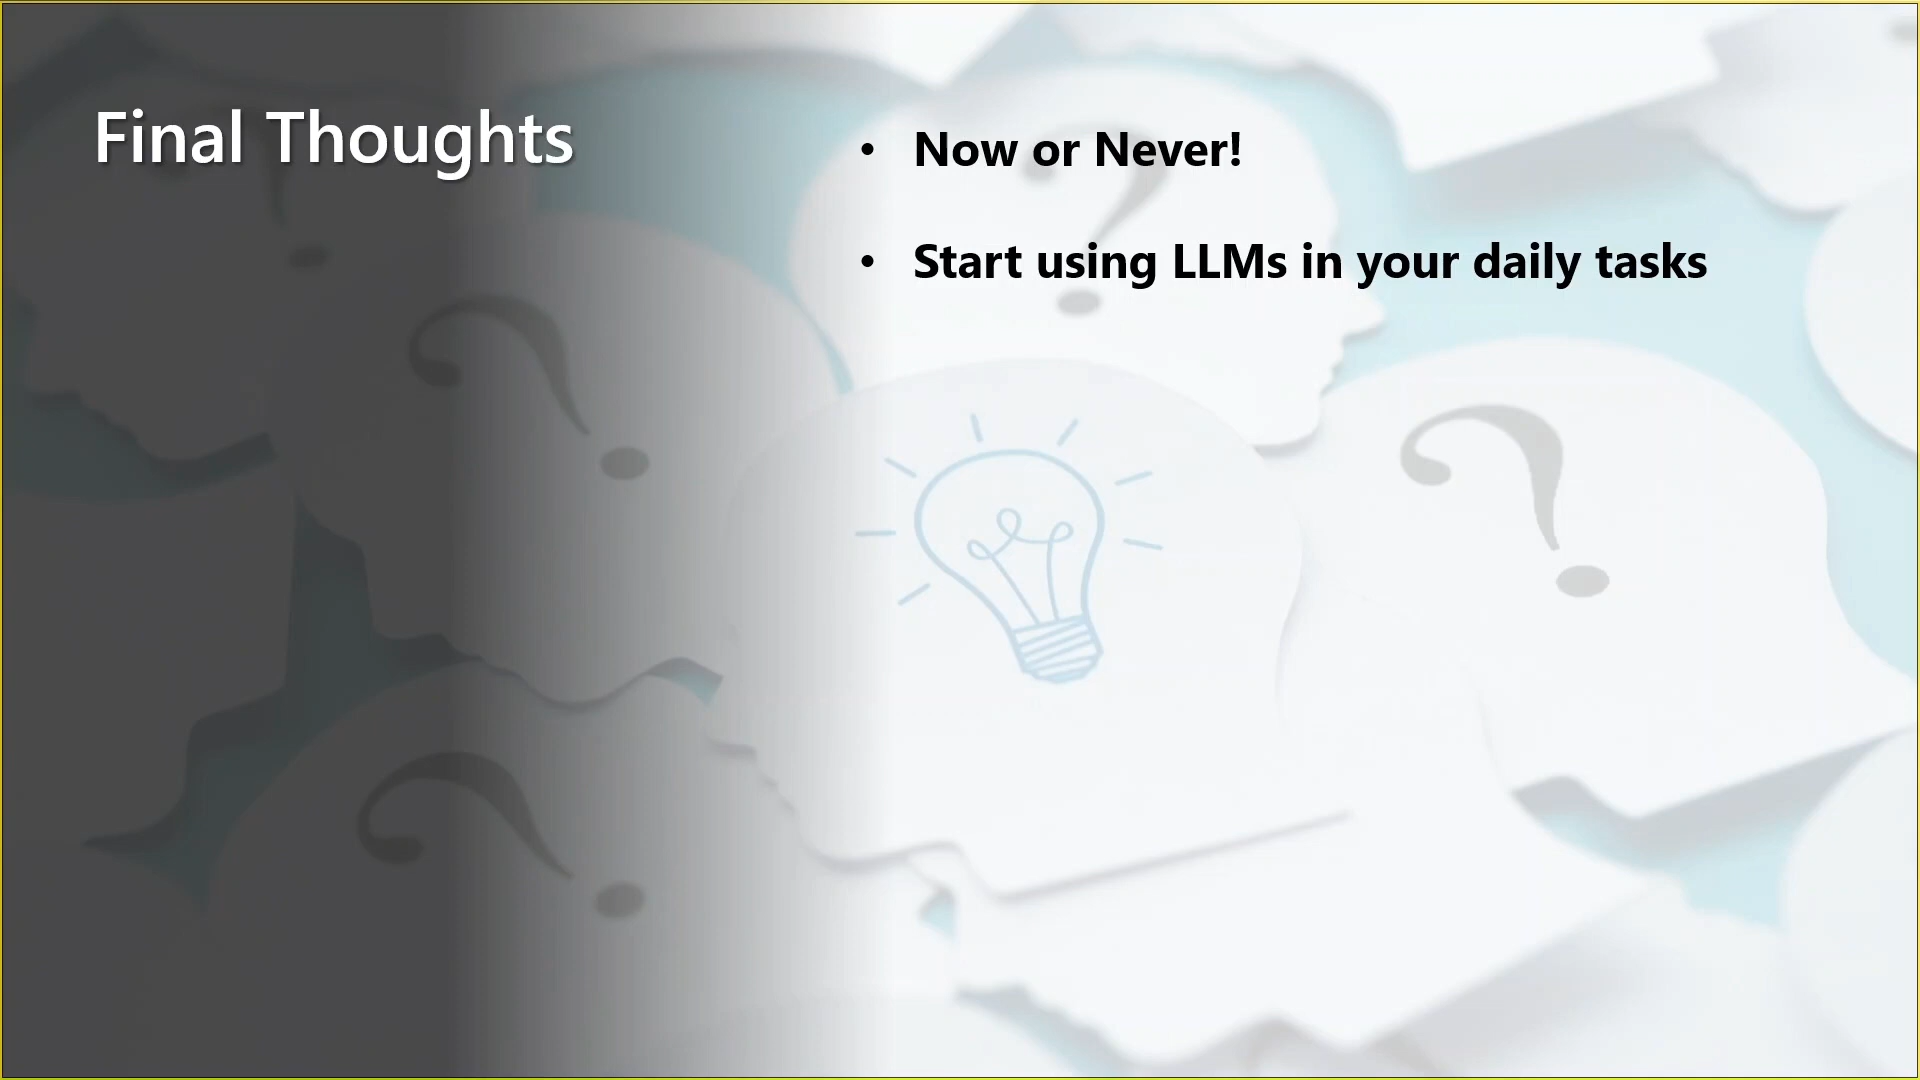 Final Thoughts
• Now or Never!
• Start using LLMs in your daily tasks